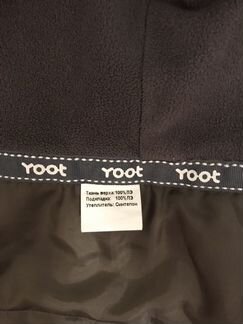 Yoot Yoot Yoot
Ткань верха:100%ПЭ
Подкладка: 100%ПЭ
Утеплитель: Синтепон